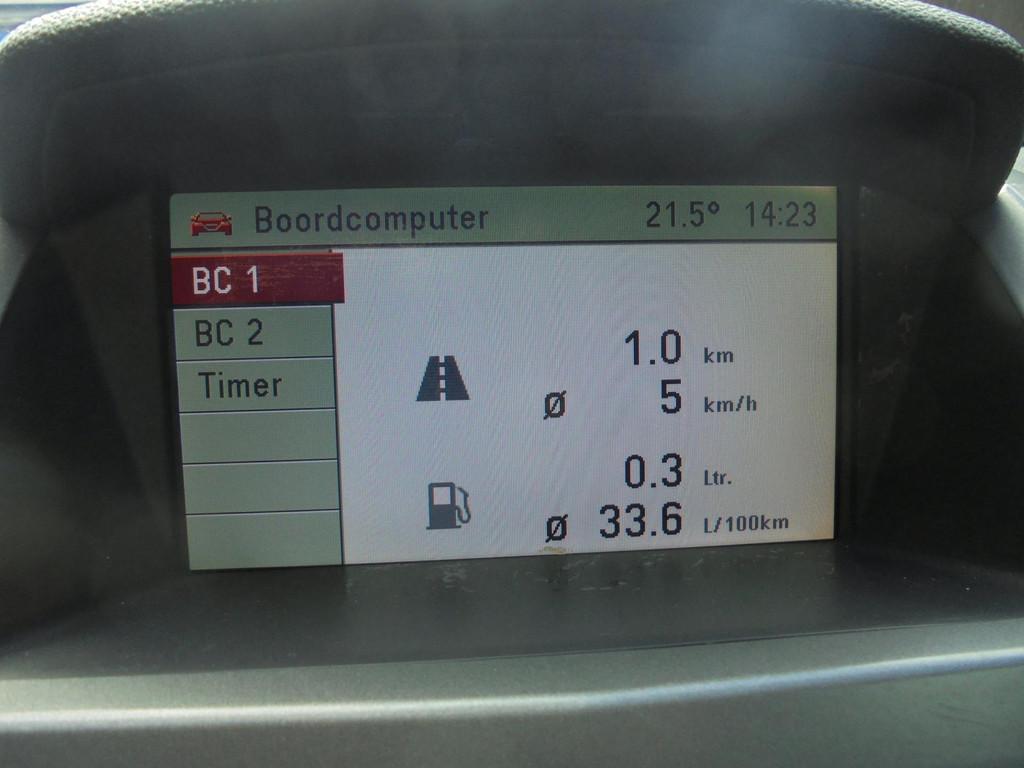 Boordcomputer 21.5° 14:23
BC 1
BC 2
Timer
1.0 km
Ø 5 km/h
0.3 Ltr.
Ø 33.6 L/100km